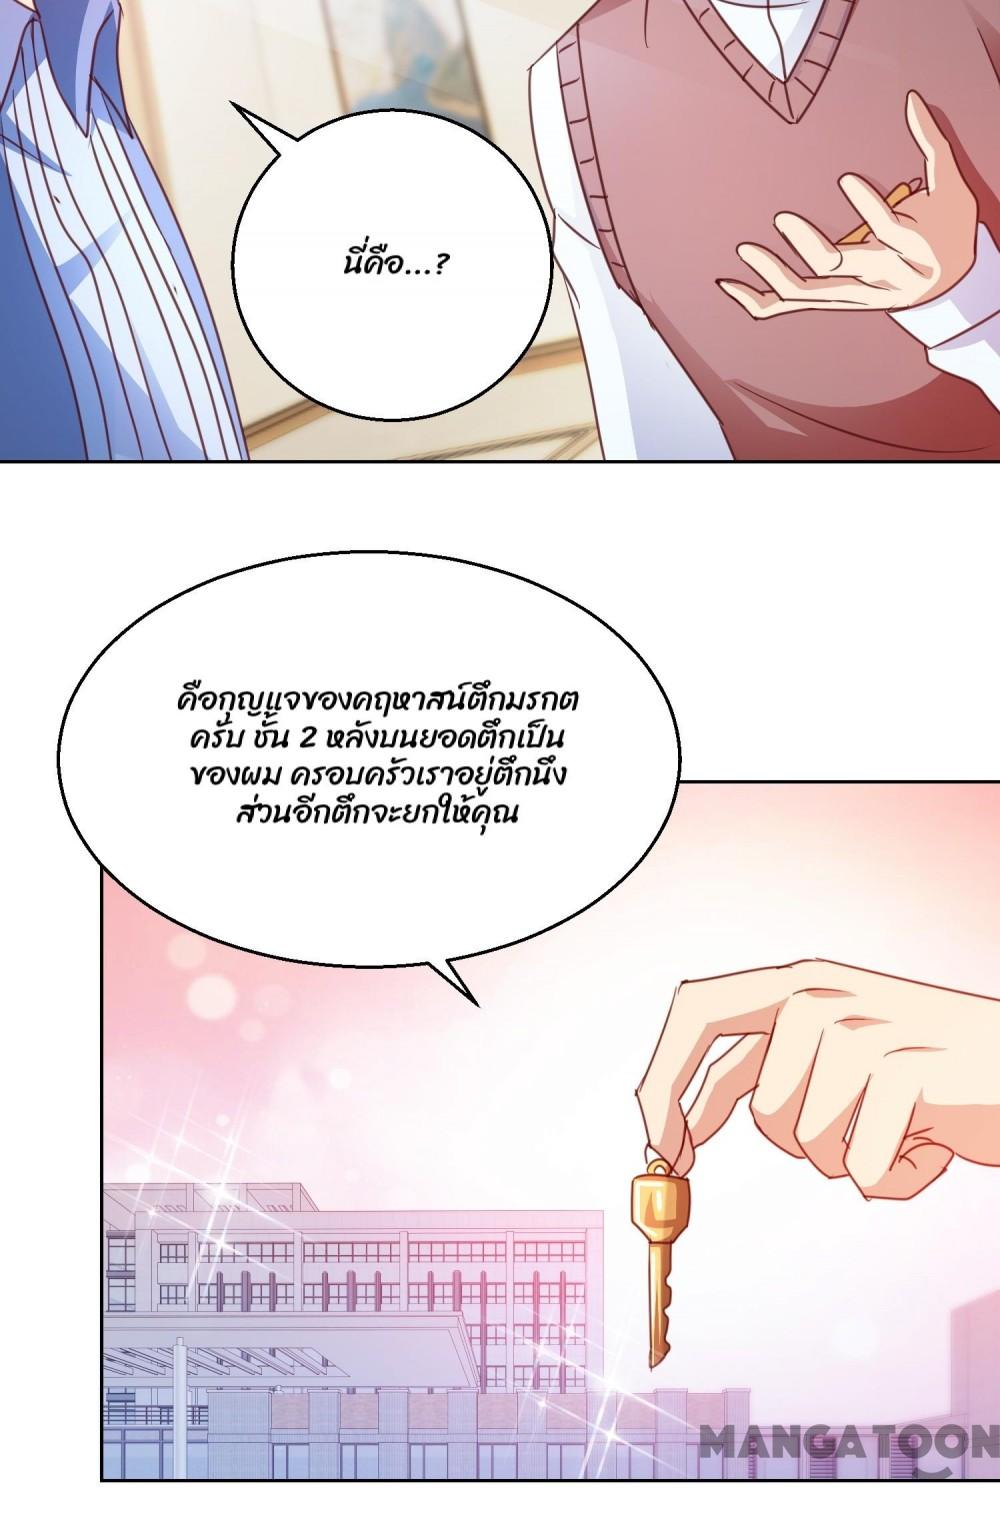 นี่คือ...?
คือกุญแจของคฤหาสน์ตึกมรกต
ครับ ชั้น 2 หลังบนยอดตึกเป็น
ของผม ครอบครัวเราอยู่ตึกนึง
ส่วนอีกตึกจะยกให้คุณ
MANGATOON